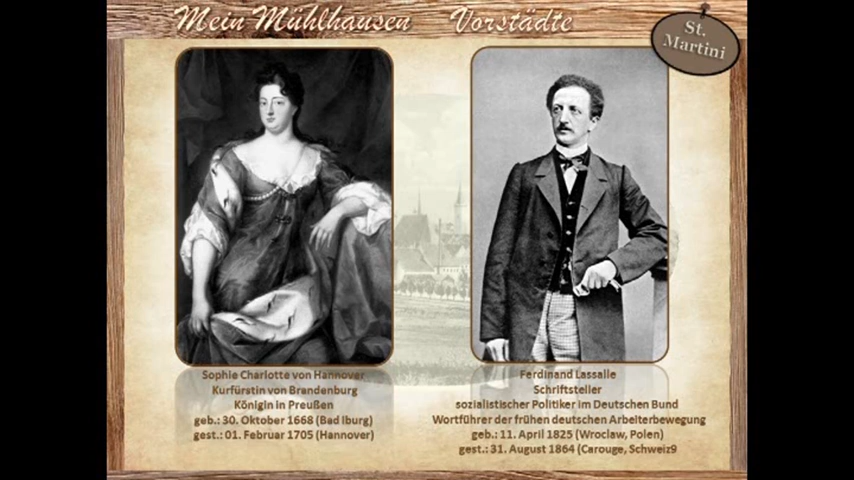 Mein Mühlhausen Vorstädte
St.
Martini
Sophie Charlotte von Hannover
Kurfürstin von Brandenburg
Königin in Preußen
geb.: 30. Oktober 1668 (Bad Iburg)
gest.: 01. Februar 1705 (Hannover)
Ferdinand Lassalle
Schriftsteller
sozialistischer Politiker im Deutschen Bund
Wortführer der frühen deutschen Arbeiterbewegung
geb.: 11. April 1825 (Wroclaw, Polen)
gest.: 31. August 1864 (Carouge, Schweiz9